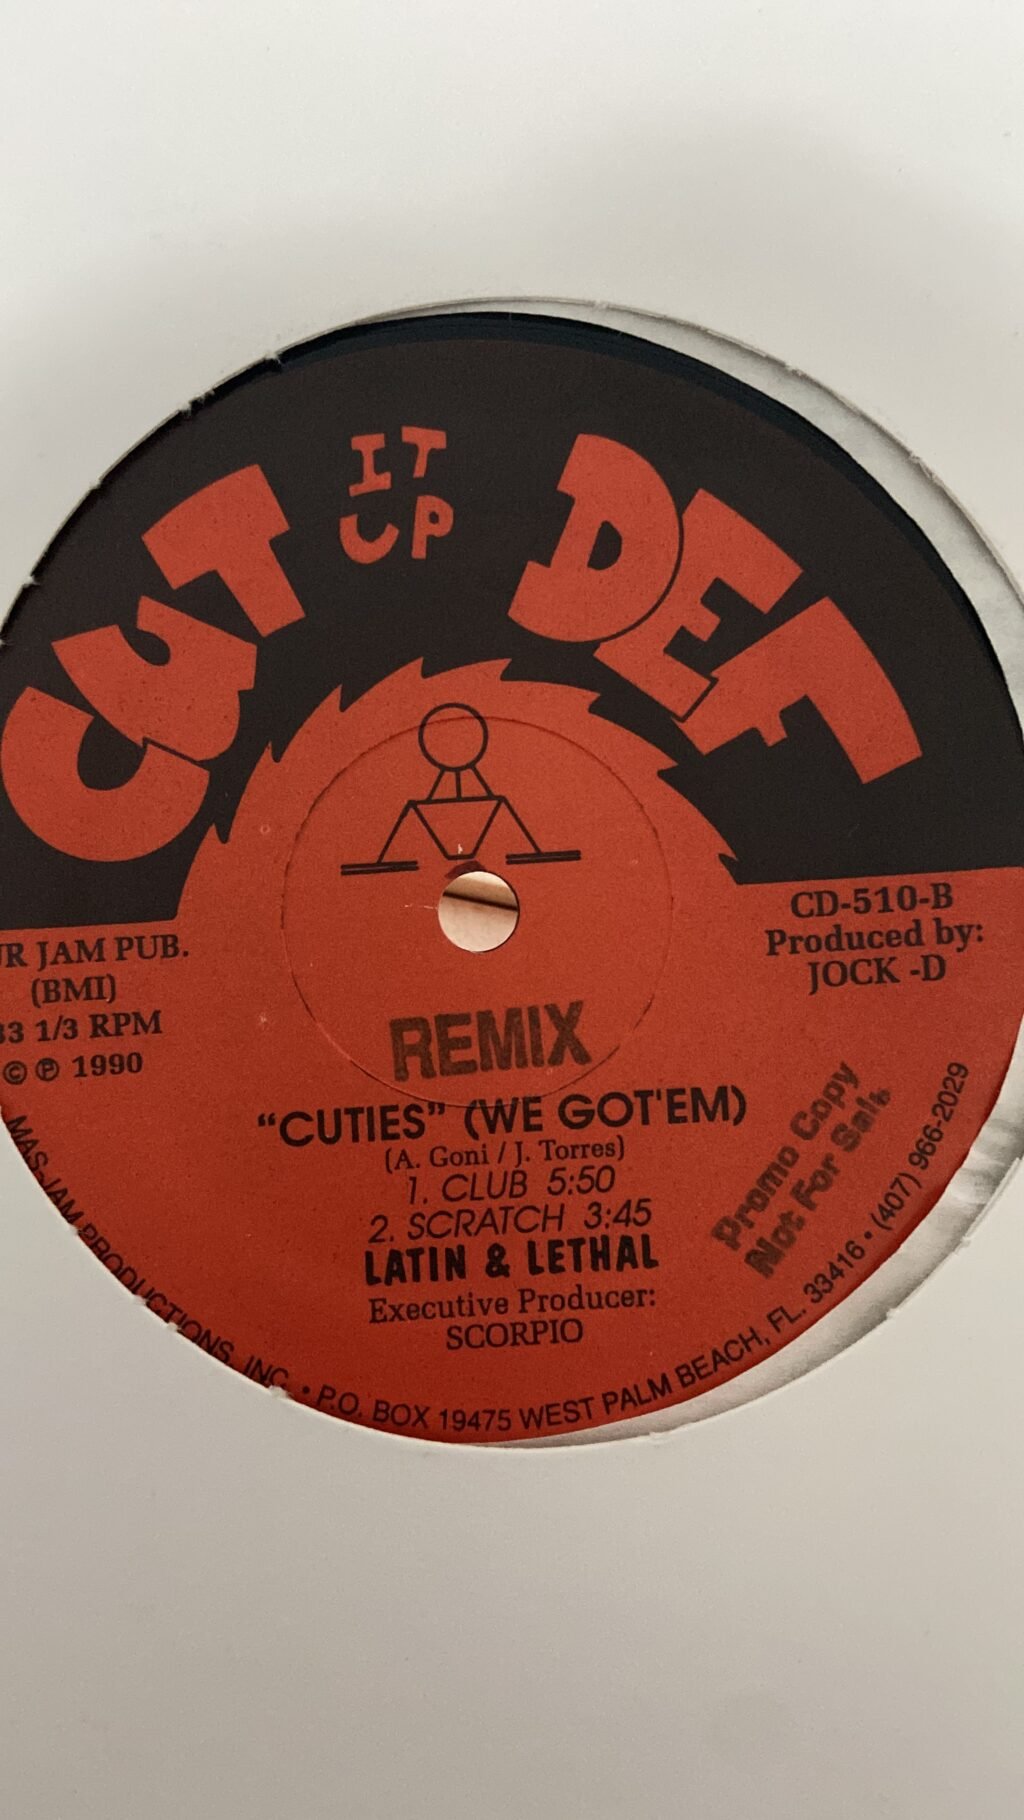 CUT
IT
UP
DEF
UR JAM PUB.
(BMI)
33 1/3 RPM
© ℗ 1990
CD-510-B
Produced by:
JOCK -D
REMIX
"CUTIES" (WE GOT'EM)
(A. Goni / J. Torres)
1. CLUB 5:50
2. SCRATCH 3:45
LATIN & LETHAL
Executive Producer:
SCORPIO
Promo Copy
Not For Sale
MAS-JAM PRODUCTIONS, INC. • P.O. BOX 19475 WEST PALM BEACH, FL. 33416 • (407) 966-2029